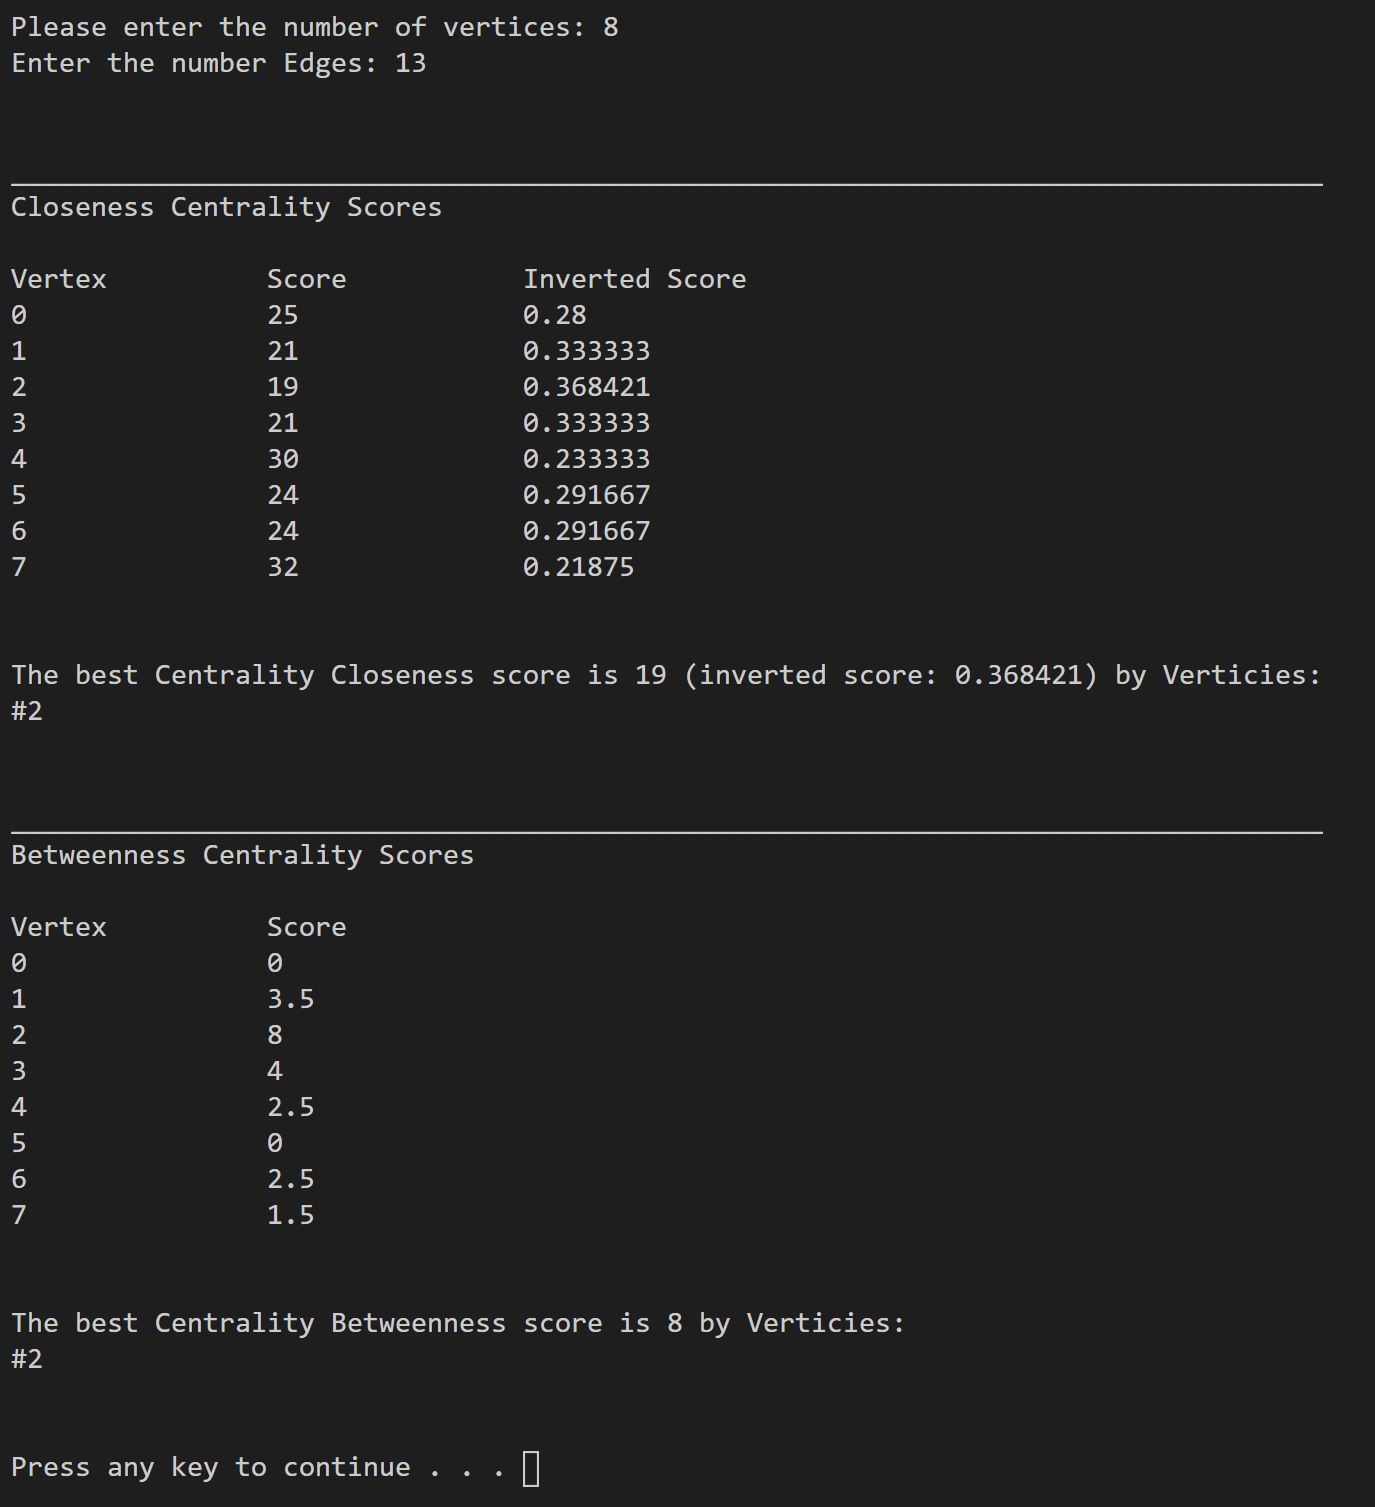 Please enter the number of vertices: 8
Enter the number Edges: 13
Closeness Centrality Scores
Vertex Score Inverted Score
0 25 0.28
1 21 0.333333
2 19 0.368421
3 21 0.333333
4 30 0.233333
5 24 0.291667
6 24 0.291667
7 32 0.21875
The best Centrality Closeness score is 19 (inverted score: 0.368421) by Verticies:
#2
Betweenness Centrality Scores
Vertex Score
0 0
1 3.5
2 8
3 4
4 2.5
5 0
6 2.5
7 1.5
The best Centrality Betweenness score is 8 by Verticies:
#2
Press any key to continue . . .